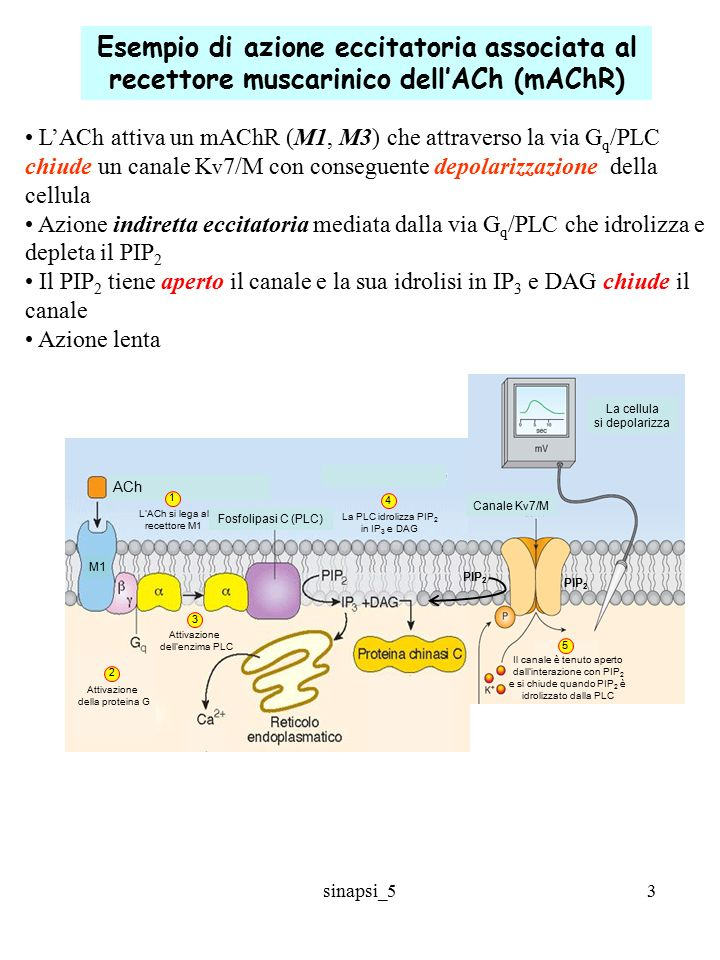 Esempio di azione eccitatoria associata al
recettore muscarinico dell'ACh (mAChR)
• L'ACh attiva un mAChR (M1, M3) che attraverso la via Gq/PLC
chiude un canale Kv7/M con conseguente depolarizzazione della
cellula
• Azione indiretta eccitatoria mediata dalla via Gq/PLC che idrolizza e
depleta il PIP2
• Il PIP2 tiene aperto il canale e la sua idrolisi in IP3 e DAG chiude il
canale
• Azione lenta
La cellula
si depolarizza
0 5 10
sec
mV
ACh
1
L'ACh si lega al
recettore M1
Fosfolipasi C (PLC)
4
La PLC idrolizza PIP2
in IP3 e DAG
Canale Kv7/M
M1
β
γ
α
α
Gq
PIP2
IP3 +DAG
PIP2
PIP2
P
K+
3
Attivazione
dell'enzima PLC
2
Attivazione
della proteina G
Proteina chinasi C
Ca2+
Reticolo
endoplasmatico
5
Il canale è tenuto aperto
dall'interazione con PIP2
e si chiude quando PIP2 è
idrolizzato dalla PLC
sinapsi_5 3